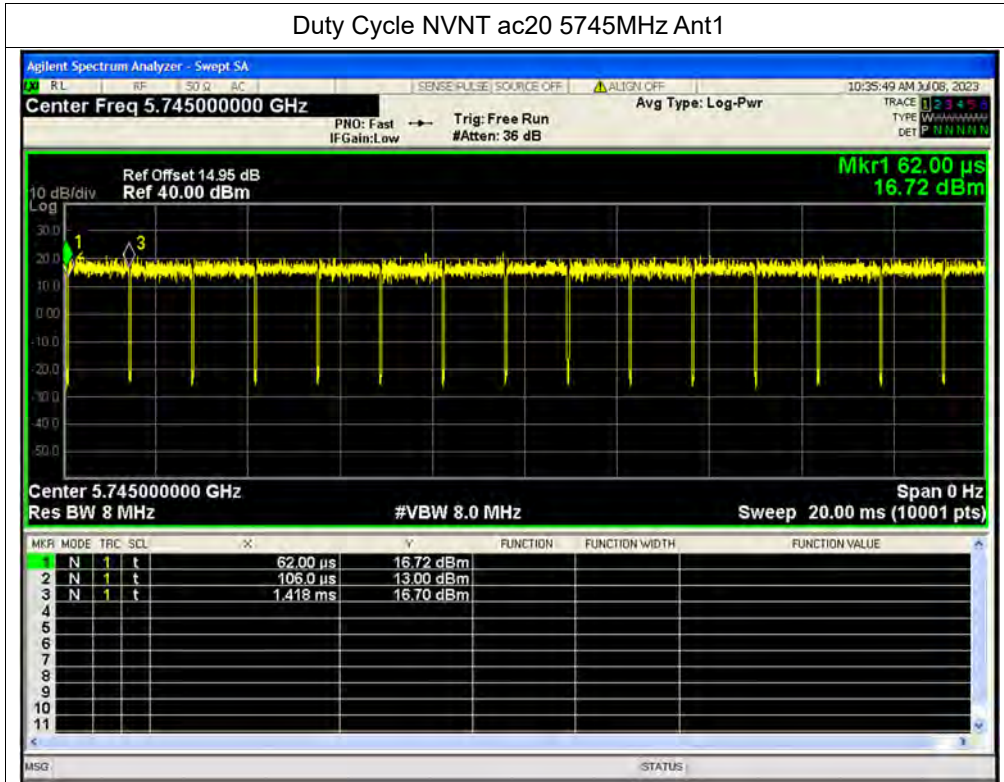 Duty Cycle NVNT ac20 5745MHz Ant1
Agilent Spectrum Analyzer - Swept SA
LXI RL RF 50 Ω AC SENSE:PULSE SOURCE OFF ALIGN OFF 10:35:49 AM Jul 08, 2023
Center Freq 5.745000000 GHz Avg Type: Log-Pwr TRACE 1 2 3 4 5 6
PNO: Fast Trig: Free Run TYPE W
IFGain:Low #Atten: 36 dB DET P N N N N N
Mkr1 62.00 µs
Ref Offset 14.95 dB
10 dB/div Ref 40.00 dBm 16.72 dBm
Log
30.0
1 3
20.0 2
10.0
0.00
-10.0
-20.0
-30.0
-40.0
-50.0
Center 5.745000000 GHz Span 0 Hz
Res BW 8 MHz #VBW 8.0 MHz Sweep 20.00 ms (10001 pts)
MKR MODE TRC SCL X Y FUNCTION FUNCTION WIDTH FUNCTION VALUE
1 N 1 t 62.00 µs 16.72 dBm
2 N 1 t 106.0 µs 13.00 dBm
3 N 1 t 1.418 ms 16.70 dBm
4
5
6
7
8
9
10
11
MSG STATUS